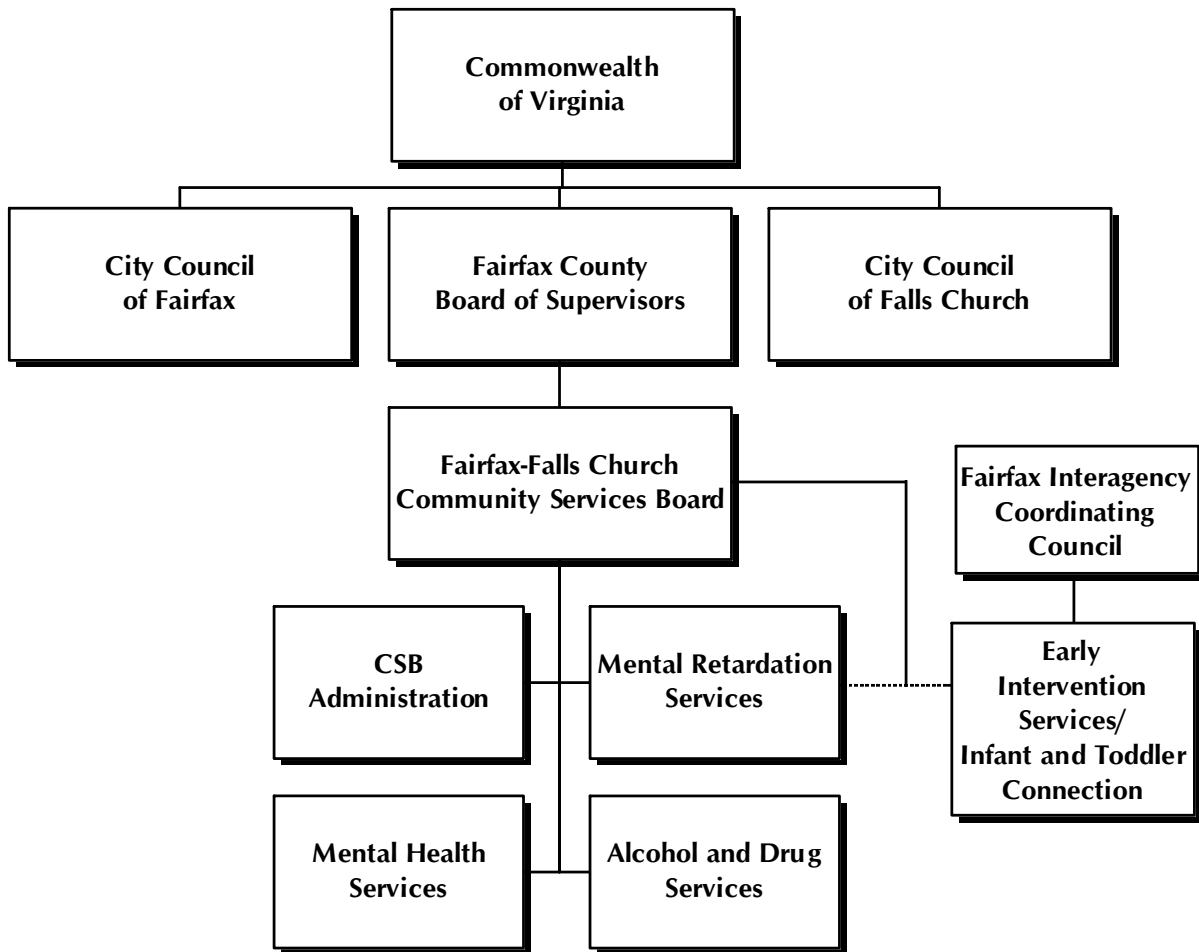 Commonwealth
of Virginia
City Council
of Fairfax
Fairfax County
Board of Supervisors
City Council
of Falls Church
Fairfax-Falls Church
Community Services Board
Fairfax Interagency
Coordinating
Council
CSB
Administration
Mental Retardation
Services
Early
Intervention
Services/
Infant and Toddler
Connection
Mental Health
Services
Alcohol and Drug
Services